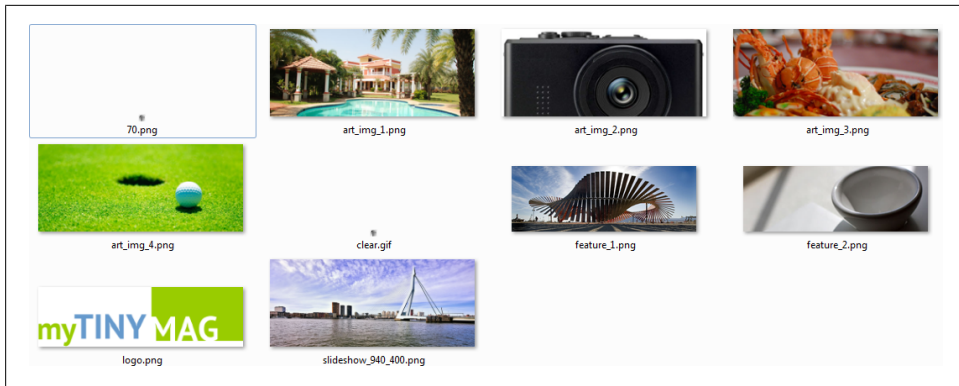 70.png
art_img_1.png
art_img_2.png
art_img_3.png
art_img_4.png
clear.gif
feature_1.png
feature_2.png
myTINY MAG
logo.png
slideshow_940_400.png